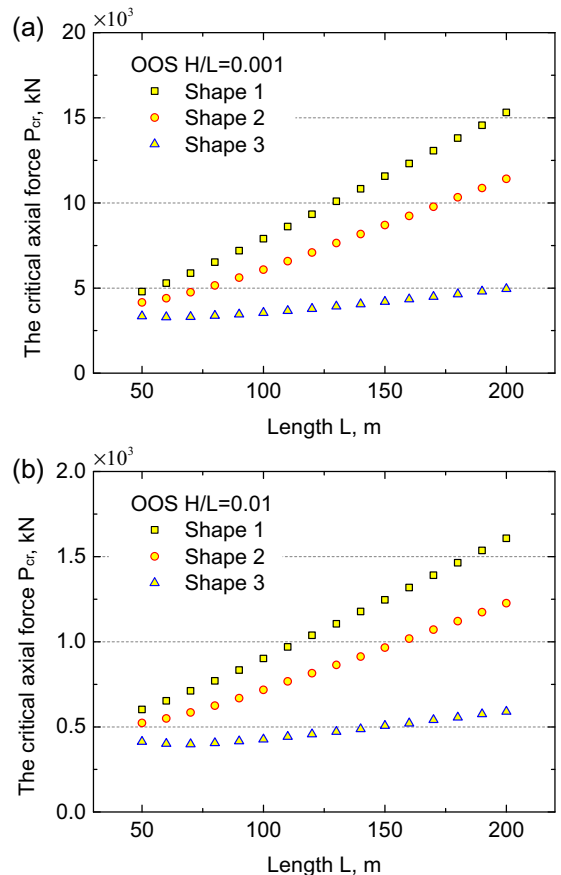 (a)
×10³
20
15
10
5
0
The critical axial force Pcr, kN
OOS H/L=0.001
Shape 1
Shape 2
Shape 3
50
100
150
200
Length L, m
(b)
×10³
2.0
1.5
1.0
0.5
0.0
The critical axial force Pcr, kN
OOS H/L=0.01
Shape 1
Shape 2
Shape 3
50
100
150
200
Length L, m